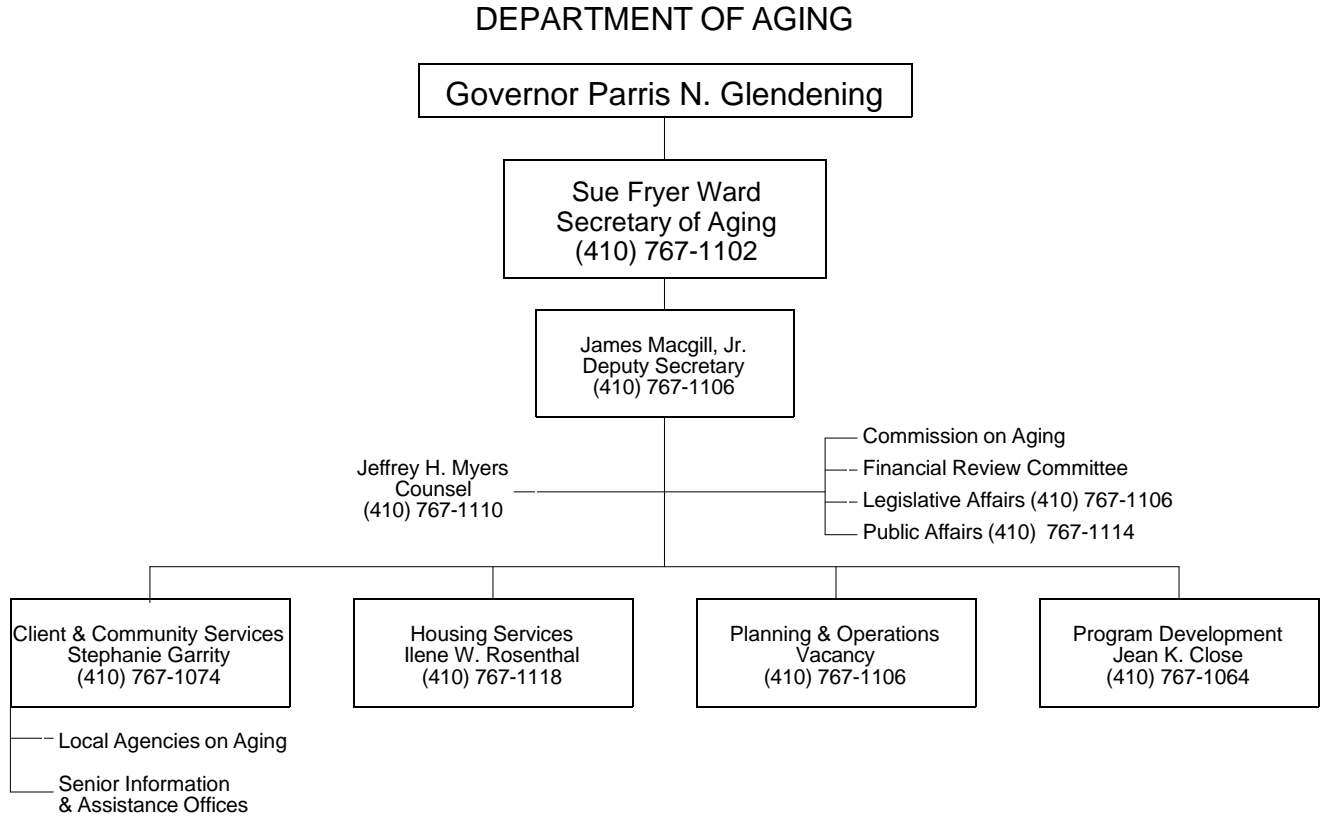 DEPARTMENT OF AGING
Governor Parris N. Glendening
Sue Fryer Ward
Secretary of Aging
(410) 767-1102
James Macgill, Jr.
Deputy Secretary
(410) 767-1106
Jeffrey H. Myers
Counsel
(410) 767-1110
Commission on Aging
Financial Review Committee
Legislative Affairs (410) 767-1106
Public Affairs (410)  767-1114
Client & Community Services
Stephanie Garrity
(410) 767-1074
Housing Services
Ilene W. Rosenthal
(410) 767-1118
Planning & Operations
Vacancy
(410) 767-1106
Program Development
Jean K. Close
(410) 767-1064
Local Agencies on Aging
Senior Information
& Assistance Offices